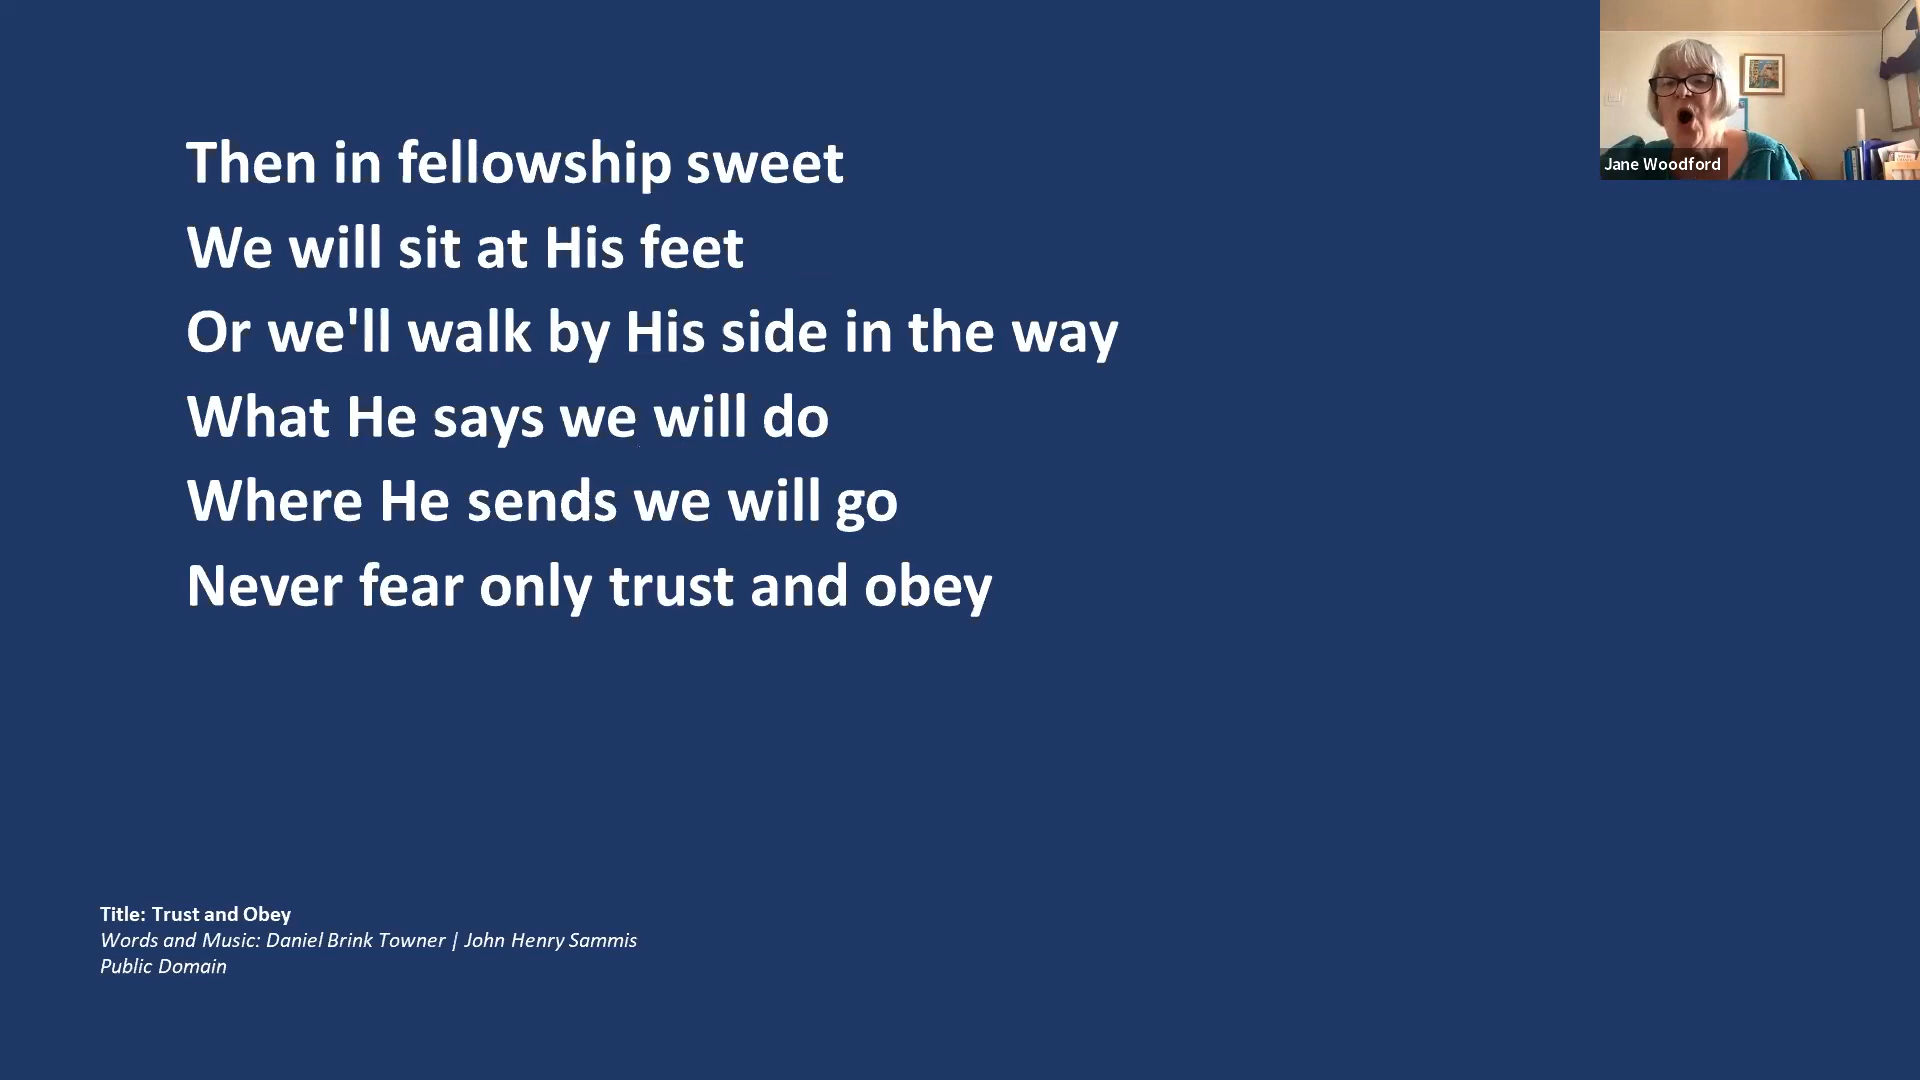 Then in fellowship sweet
We will sit at His feet
Or we'll walk by His side in the way
What He says we will do
Where He sends we will go
Never fear only trust and obey
Jane Woodford
Title: Trust and Obey
Words and Music: Daniel Brink Towner | John Henry Sammis
Public Domain